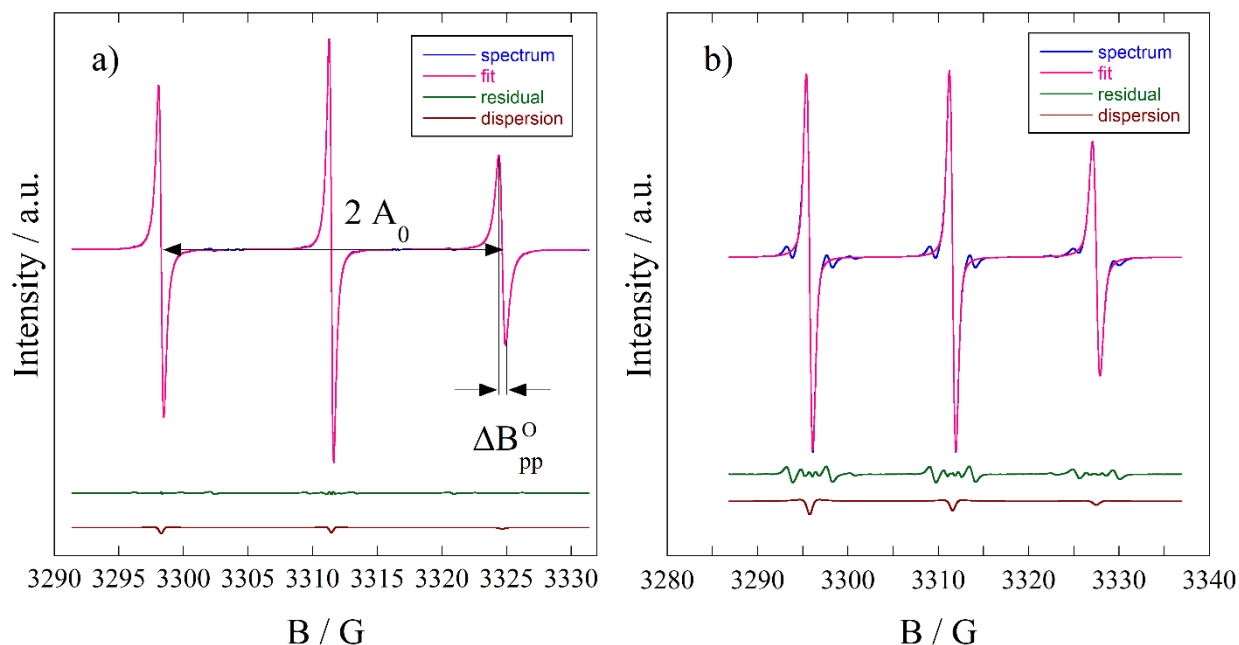 a)
spectrum
fit
residual
dispersion
2 A₀
ΔBᴼpp
Intensity / a.u.
3290 3295 3300 3305 3310 3315 3320 3325 3330
B / G
b)
spectrum
fit
residual
dispersion
Intensity / a.u.
3280 3290 3300 3310 3320 3330 3340
B / G